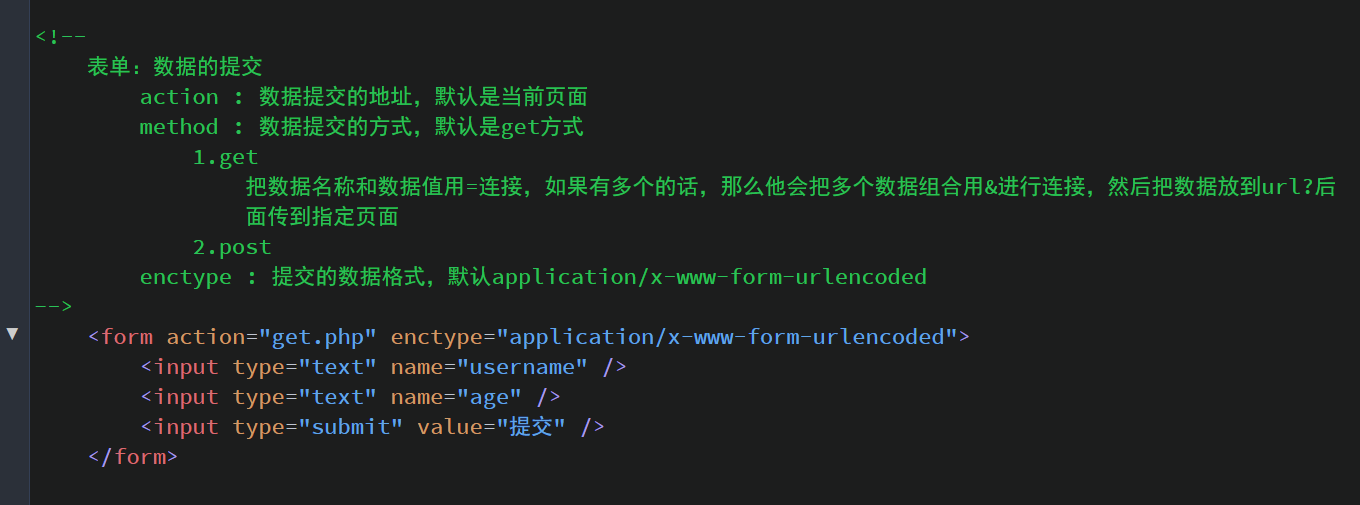 <!--
表单：数据的提交
action : 数据提交的地址，默认是当前页面
method : 数据提交的方式，默认是get方式
1.get
把数据名称和数据值用=连接，如果有多个的话，那么他会把多个数据组合用&进行连接，然后把数据放到url?后
面传到指定页面
2.post
enctype : 提交的数据格式，默认application/x-www-form-urlencoded
-->
<form action="get.php" enctype="application/x-www-form-urlencoded">
<input type="text" name="username" />
<input type="text" name="age" />
<input type="submit" value="提交" />
</form>